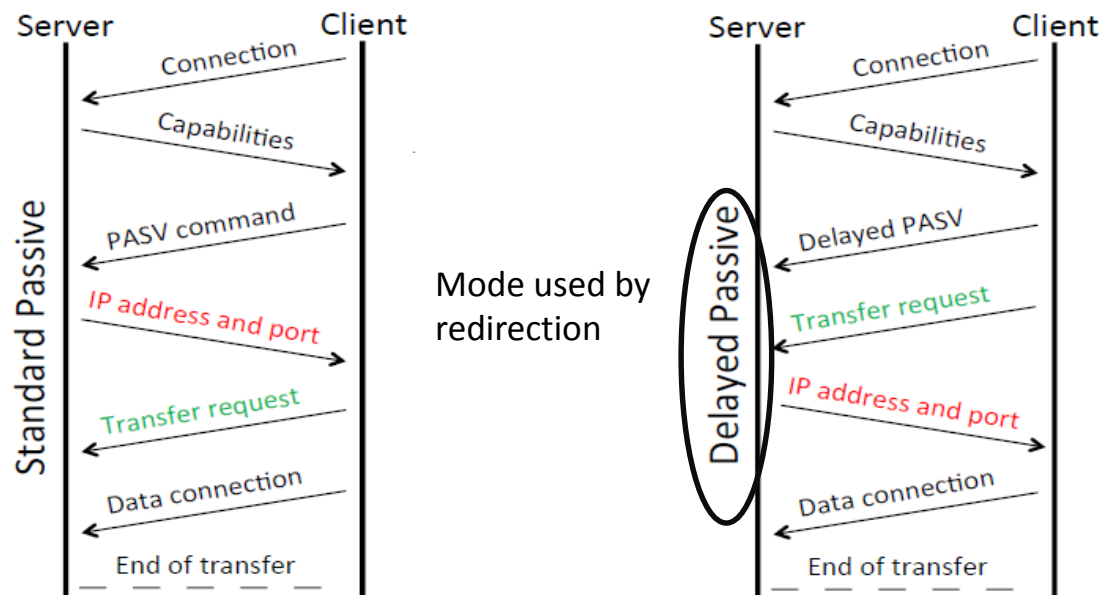 Server
Client
Connection
Capabilities
PASV command
IP address and port
Transfer request
Data connection
End of transfer
Standard Passive
Mode used by
redirection
Server
Client
Connection
Capabilities
Delayed PASV
Transfer request
IP address and port
Data connection
End of transfer
Delayed Passive